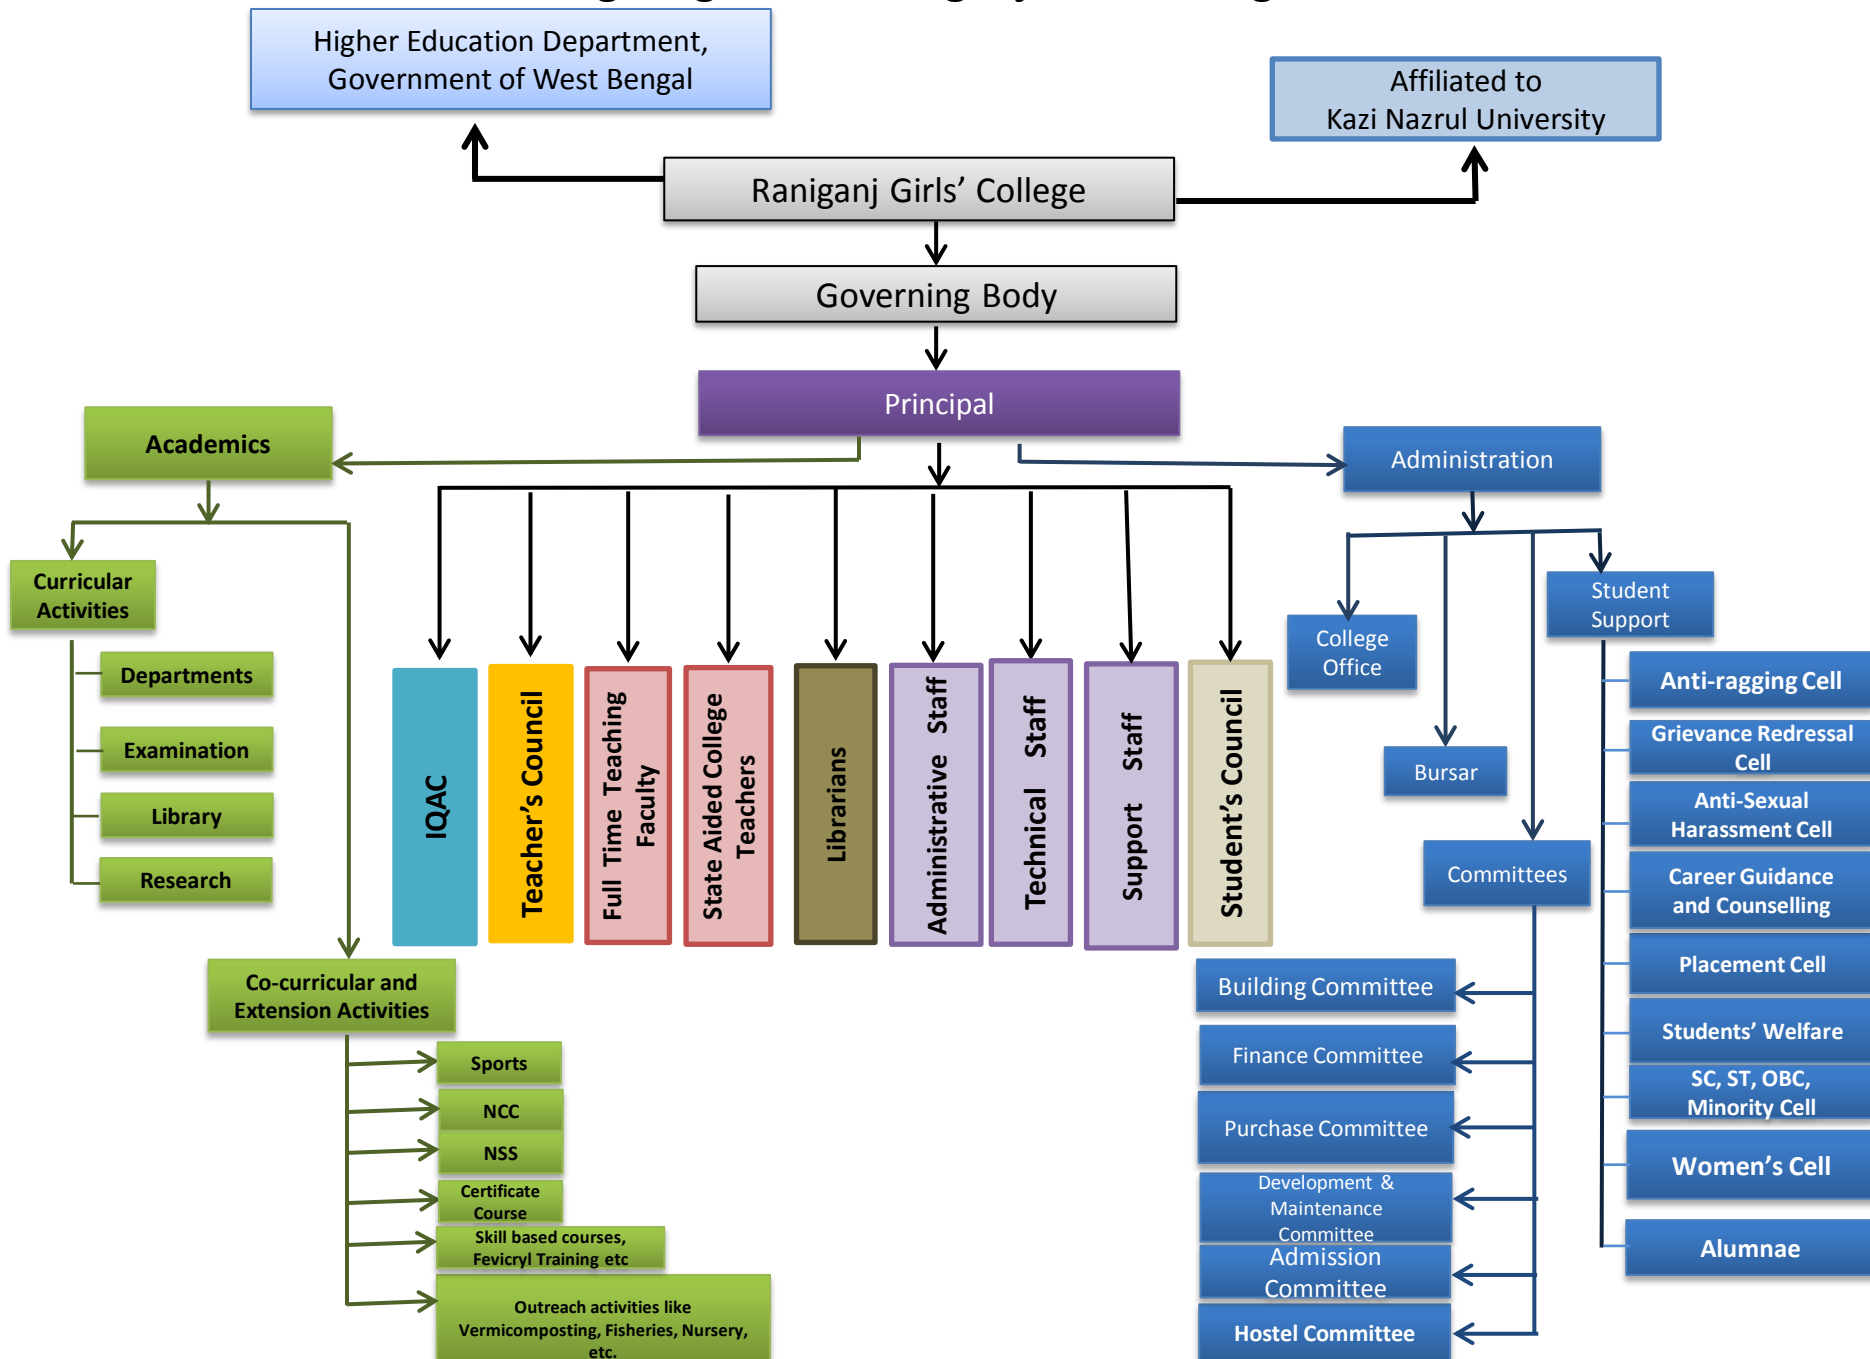 Higher Education Department,
Government of West Bengal
Affiliated to
Kazi Nazrul University
Raniganj Girls’ College
Governing Body
Principal
Academics
Administration
Curricular
Activities
Departments
Examination
Library
Research
Co-curricular and
Extension Activities
Sports
NCC
NSS
Certificate
Course
Skill based courses,
Fevicryl Training etc
Outreach activities like
Vermicomposting, Fisheries, Nursery,
etc.
IQAC
Teacher’s Council
Full Time Teaching
Faculty
State Aided College
Teachers
Librarians
Administrative Staff
Technical Staff
Support Staff
Student’s Council
College
Office
Bursar
Committees
Building Committee
Finance Committee
Purchase Committee
Development &
Maintenance
Committee
Admission
Committee
Hostel Committee
Student
Support
Anti-ragging Cell
Grievance Redressal
Cell
Anti-Sexual
Harassment Cell
Career Guidance
and Counselling
Placement Cell
Students’ Welfare
SC, ST, OBC,
Minority Cell
Women’s Cell
Alumnae